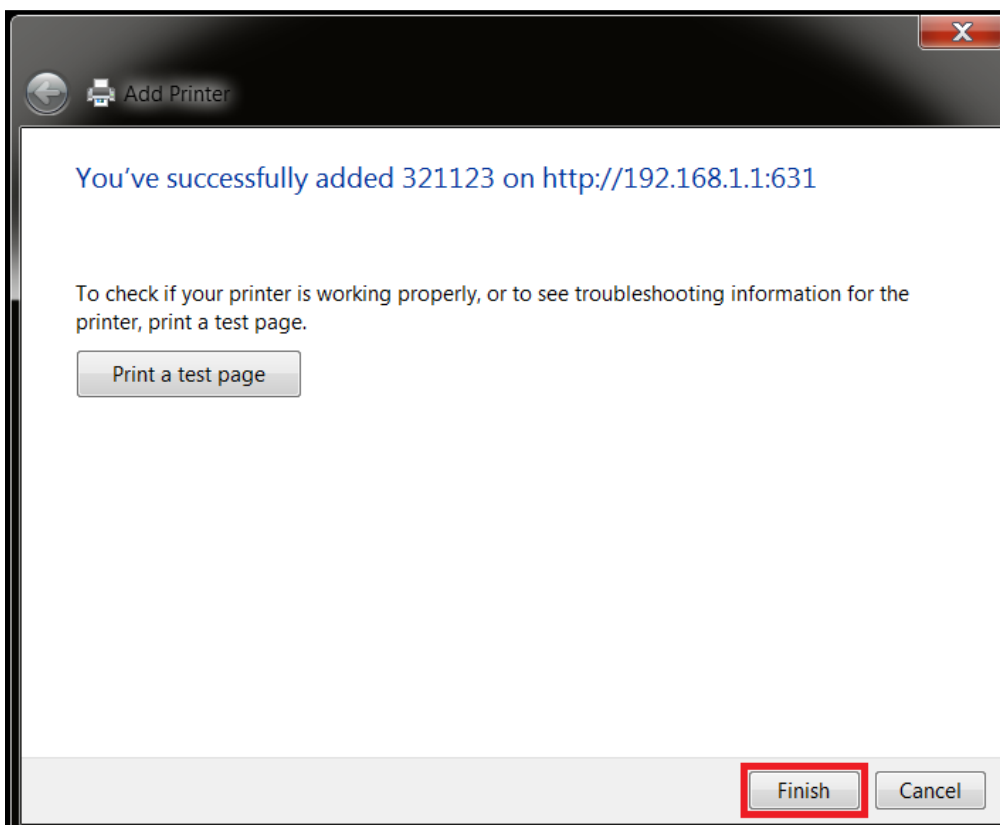 X
Add Printer
You've successfully added 321123 on http://192.168.1.1:631
To check if your printer is working properly, or to see troubleshooting information for the
printer, print a test page.
Print a test page
Finish Cancel